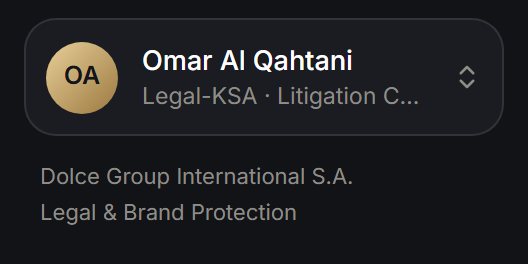 OA
Omar Al Qahtani
Legal-KSA · Litigation C...
Dolce Group International S.A.
Legal & Brand Protection